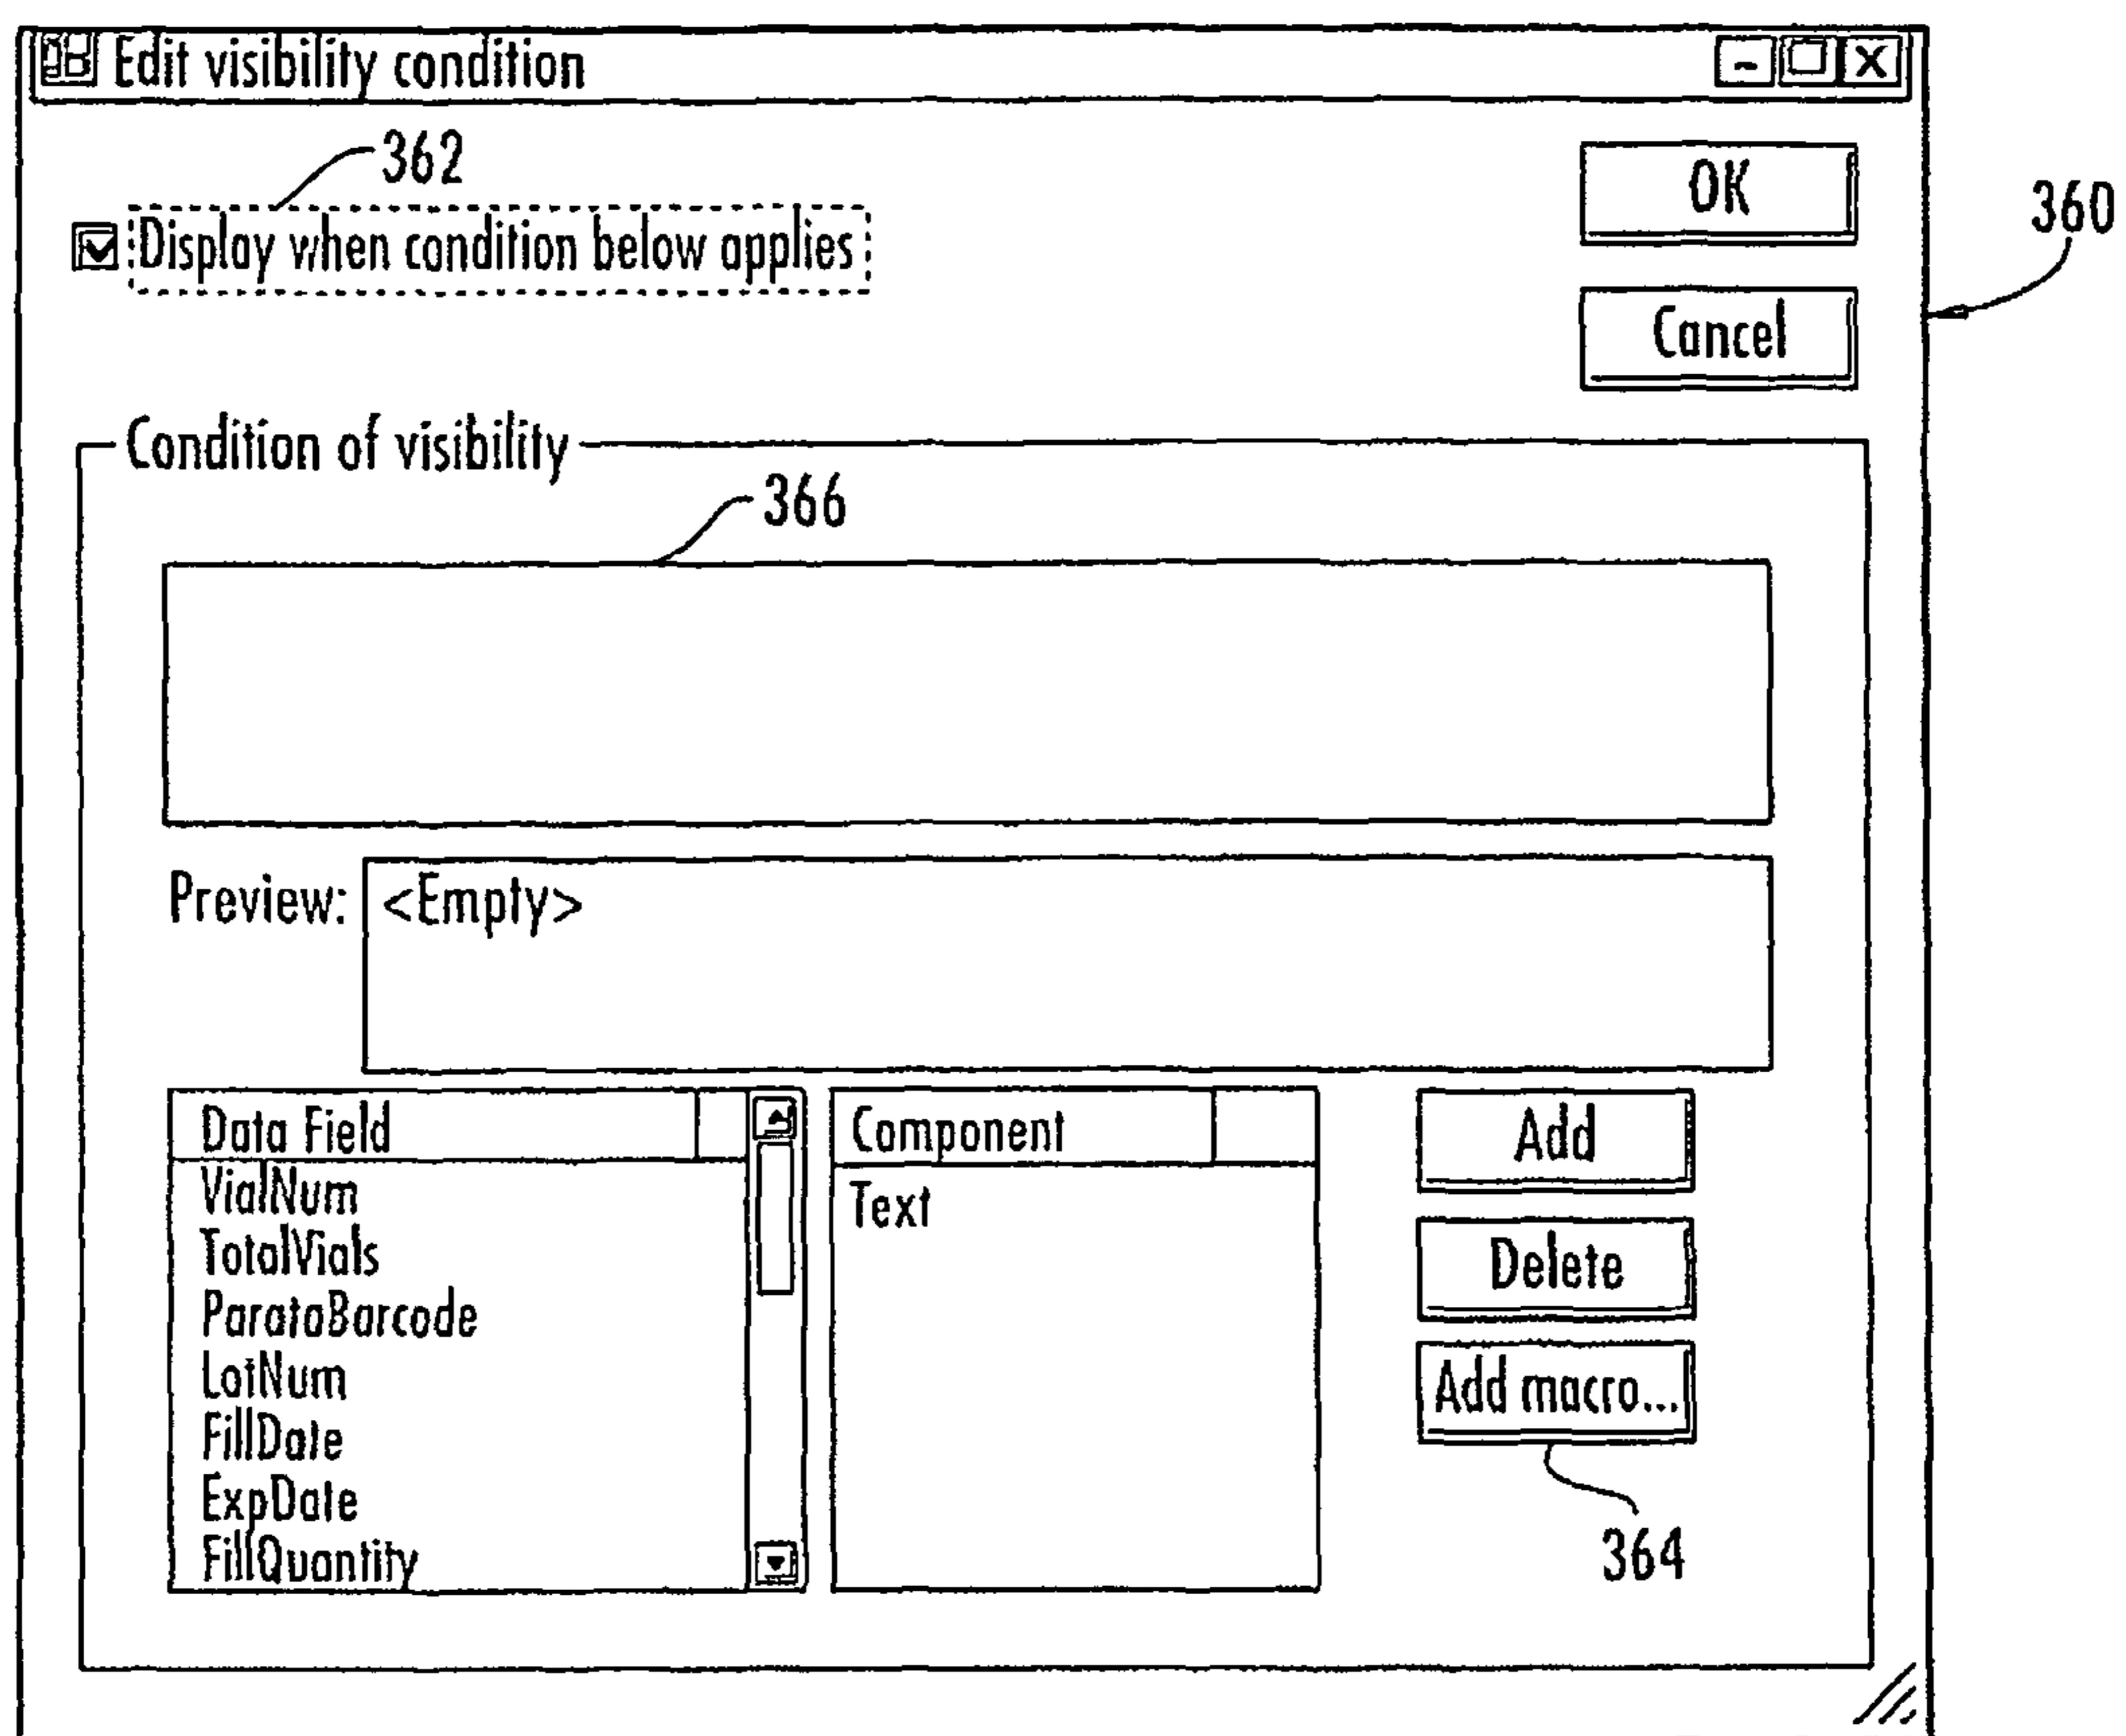 Edit visibility condition
362
OK
360
Display when condition below applies
Cancel
Condition of visibility
366
Preview: <Empty>
Data Field
VialNum
TotalVials
ParataBarcode
LotNum
FillDate
ExpDate
FillQuantity
Component
Text
Add
Delete
Add macro...
364